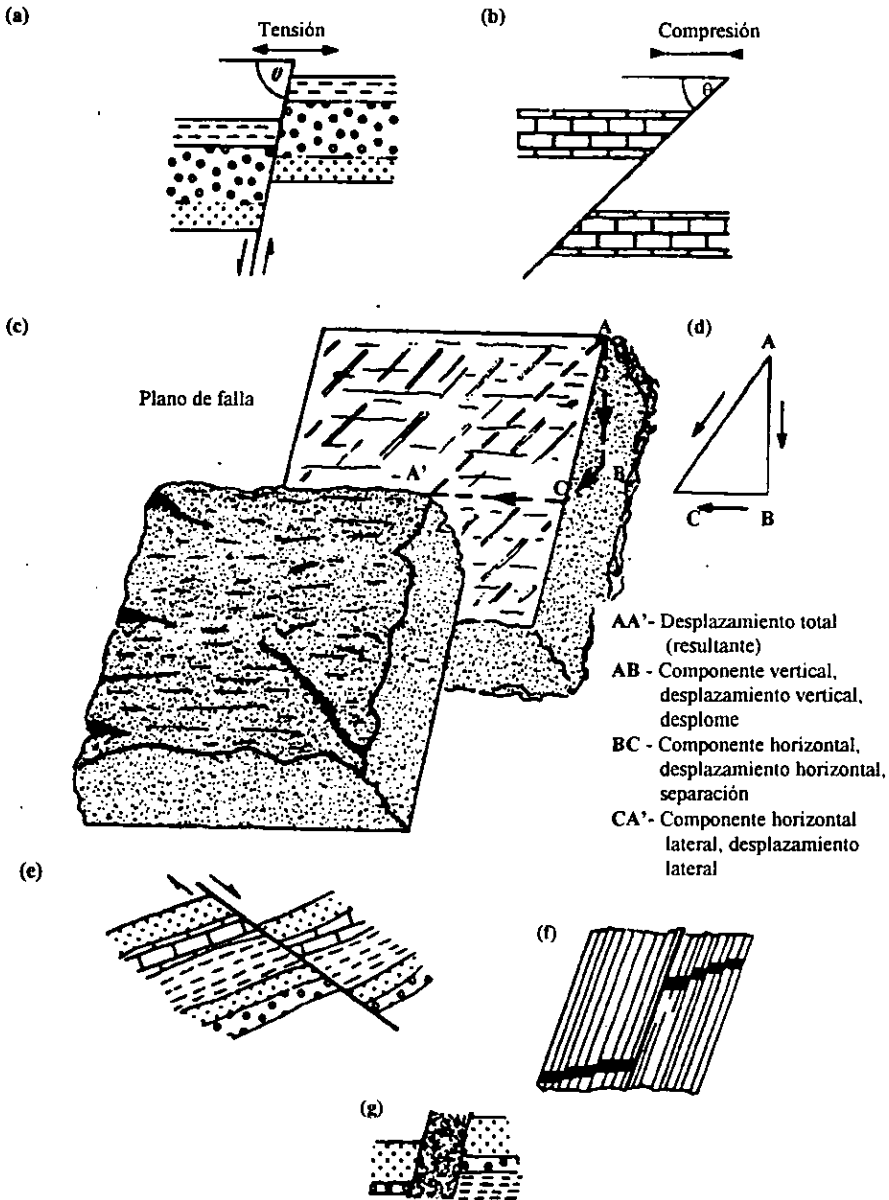 (a)
Tensión
θ
(b)
Compresión
θ
(c)
Plano de falla
A
A'
B
C
(d)
A
C
B
AA'- Desplazamiento total
(resultante)
AB - Componente vertical,
desplazamiento vertical,
desplome
BC - Componente horizontal,
desplazamiento horizontal,
separación
CA'- Componente horizontal
lateral, desplazamiento
lateral
(e)
(f)
(g)